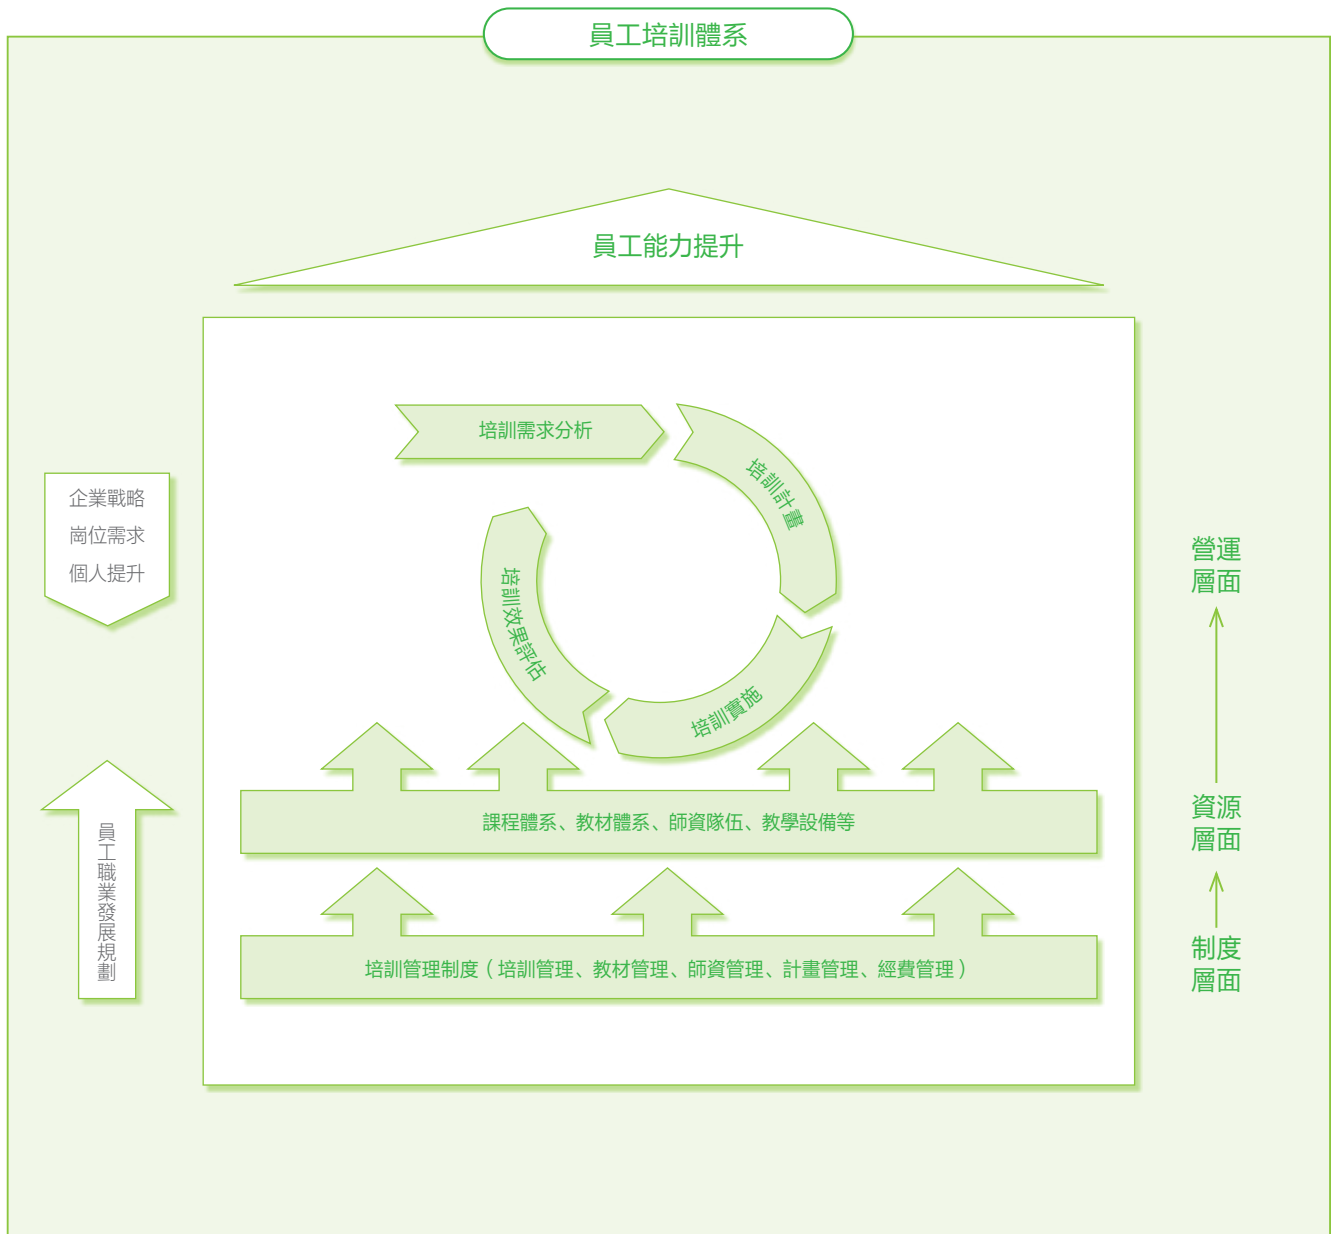 員工培訓體系
員工能力提升
培訓需求分析
培訓計畫
培訓實施
培訓效果評估
企業戰略
崗位需求
個人提升
員工職業發展規劃
課程體系、教材體系、師資隊伍、教學設備等
培訓管理制度（培訓管理、教材管理、師資管理、計畫管理、經費管理）
營運
層面
資源
層面
制度
層面